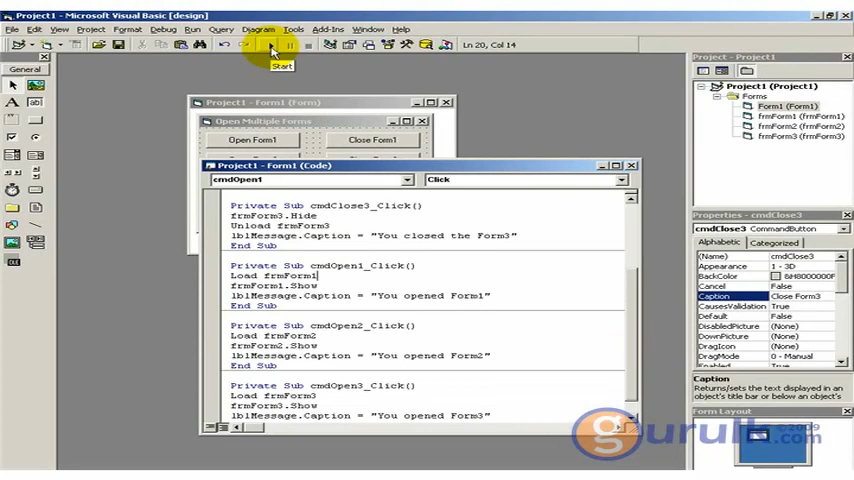 Project1 - Microsoft Visual Basic [design]
File Edit View Project Format Debug Run Query Diagram Tools Add-Ins Window Help
Ln 20, Col 14
Start
General
A
Project1 - Form1 (Form)
Open Multiple Forms
Open Form1 Close Form1
Project1 - Form1 (Code)
cmdOpen1 Click
Private Sub cmdClose3_Click()
frmForm3.Hide
Unload frmForm3
lblMessage.Caption = "You closed the Form3"
End Sub
Private Sub cmdOpen1_Click()
Load frmForm1
frmForm1.Show
lblMessage.Caption = "You opened Form1"
End Sub
Private Sub cmdOpen2_Click()
Load frmForm2
frmForm2.Show
lblMessage.Caption = "You opened Form2"
End Sub
Private Sub cmdOpen3_Click()
Load frmForm3
frmForm3.Show
lblMessage.Caption = "You opened Form3"
Project - Project1
Project1 (Project1)
Forms
Form1 (Form1)
frmForm1 (frmForm1)
frmForm2 (frmForm2)
frmForm3 (frmForm3)
Properties - cmdClose3
cmdClose3 CommandButton
Alphabetic Categorized
(Name) cmdClose3
Appearance 1 - 3D
BackColor &H8000000F
Cancel False
Caption Close Form3
CausesValidation True
Default False
DisabledPicture (None)
DownPicture (None)
DragIcon (None)
DragMode 0 - Manual
Enabled True
Caption
Returns/sets the text displayed in an
object's title bar or below an object's
Form Layout
gurulk.com
©2009